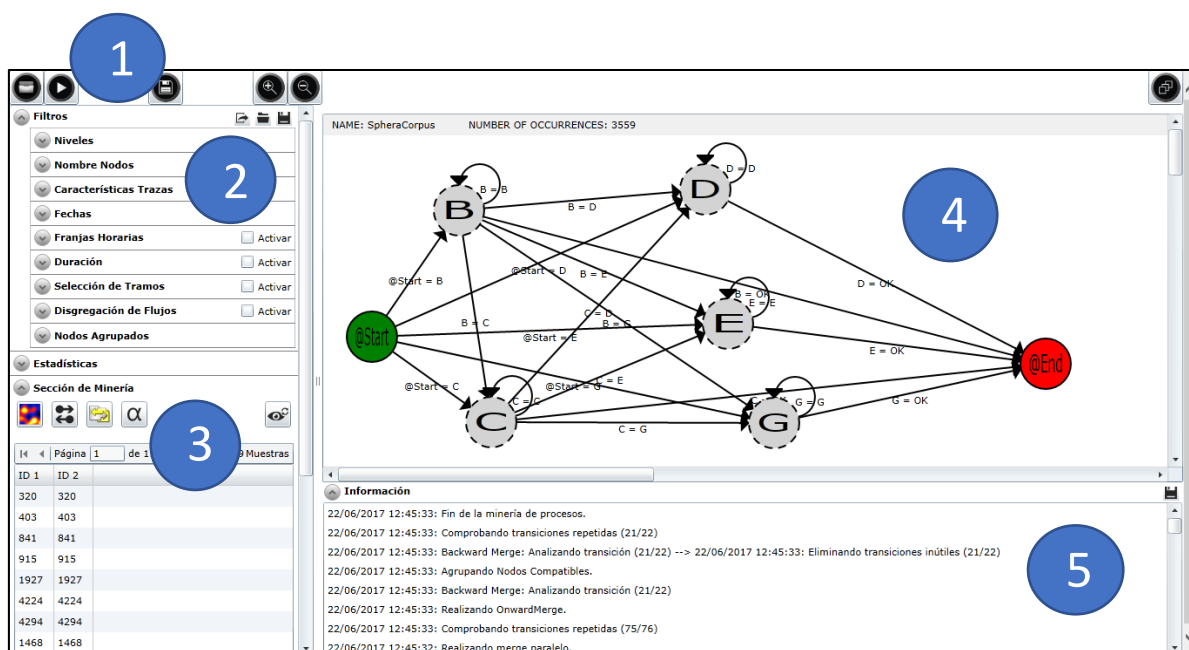 1
2
3
4
5
Filtros
Niveles
Nombre Nodos
Características Trazas
Fechas
Franjas Horarias Activar
Duración Activar
Selección de Tramos Activar
Disgregación de Flujos Activar
Nodos Agrupados
Estadísticas
Sección de Minería
α
Página 1 de 1 9 Muestras
ID 1 ID 2
320 320
403 403
841 841
915 915
1927 1927
4224 4224
4294 4294
1468 1468
NAME: SpheraCorpus NUMBER OF OCCURRENCES: 3559
D = D
D
B = B
B
B = D
@Start = D
B = E
@Start = B
D = OK
B = OK
E = E
C = D
B = G
B = C
E
@Start
@Start = E
E = OK
@End
@Start = C
@Start = G
C = E
C = C
G = G
G = OK
C
G
C = G
Información
22/06/2017 12:45:33: Fin de la minería de procesos.
22/06/2017 12:45:33: Comprobando transiciones repetidas (21/22)
22/06/2017 12:45:33: Backward Merge: Analizando transición (21/22) --> 22/06/2017 12:45:33: Eliminando transiciones inútiles (21/22)
22/06/2017 12:45:33: Agrupando Nodos Compatibles.
22/06/2017 12:45:33: Backward Merge: Analizando transición (21/22)
22/06/2017 12:45:33: Realizando OnwardMerge.
22/06/2017 12:45:33: Comprobando transiciones repetidas (75/76)
22/06/2017 12:45:32: Realizando merge paralelo.